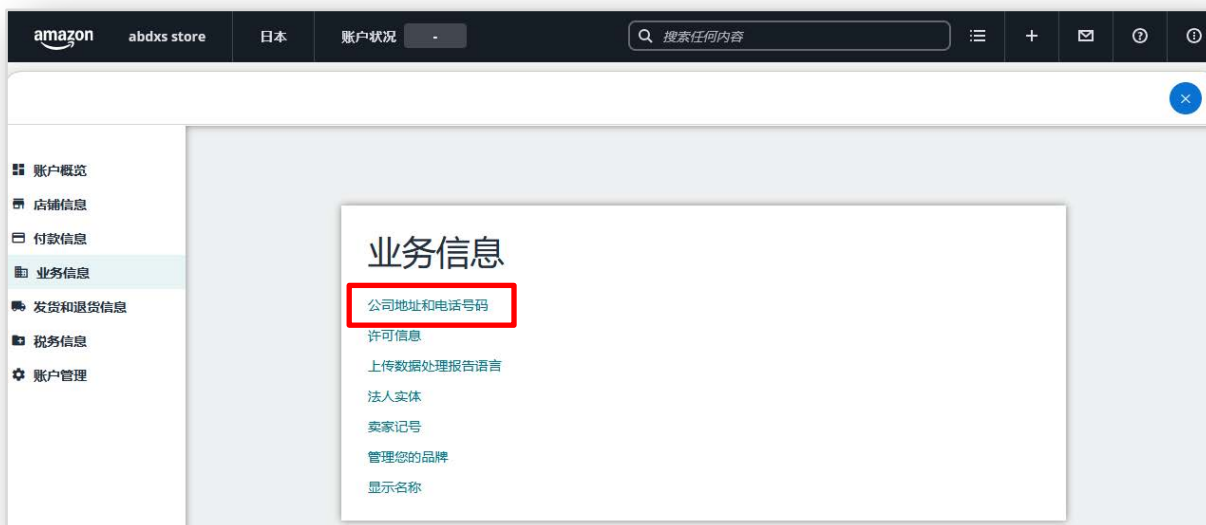 amazon abdxs store 日本 账户状况 - 搜索任何内容
账户概览
店铺信息
付款信息
业务信息
发货和退货信息
税务信息
账户管理
业务信息
公司地址和电话号码
许可信息
上传数据处理报告语言
法人实体
卖家记号
管理您的品牌
显示名称